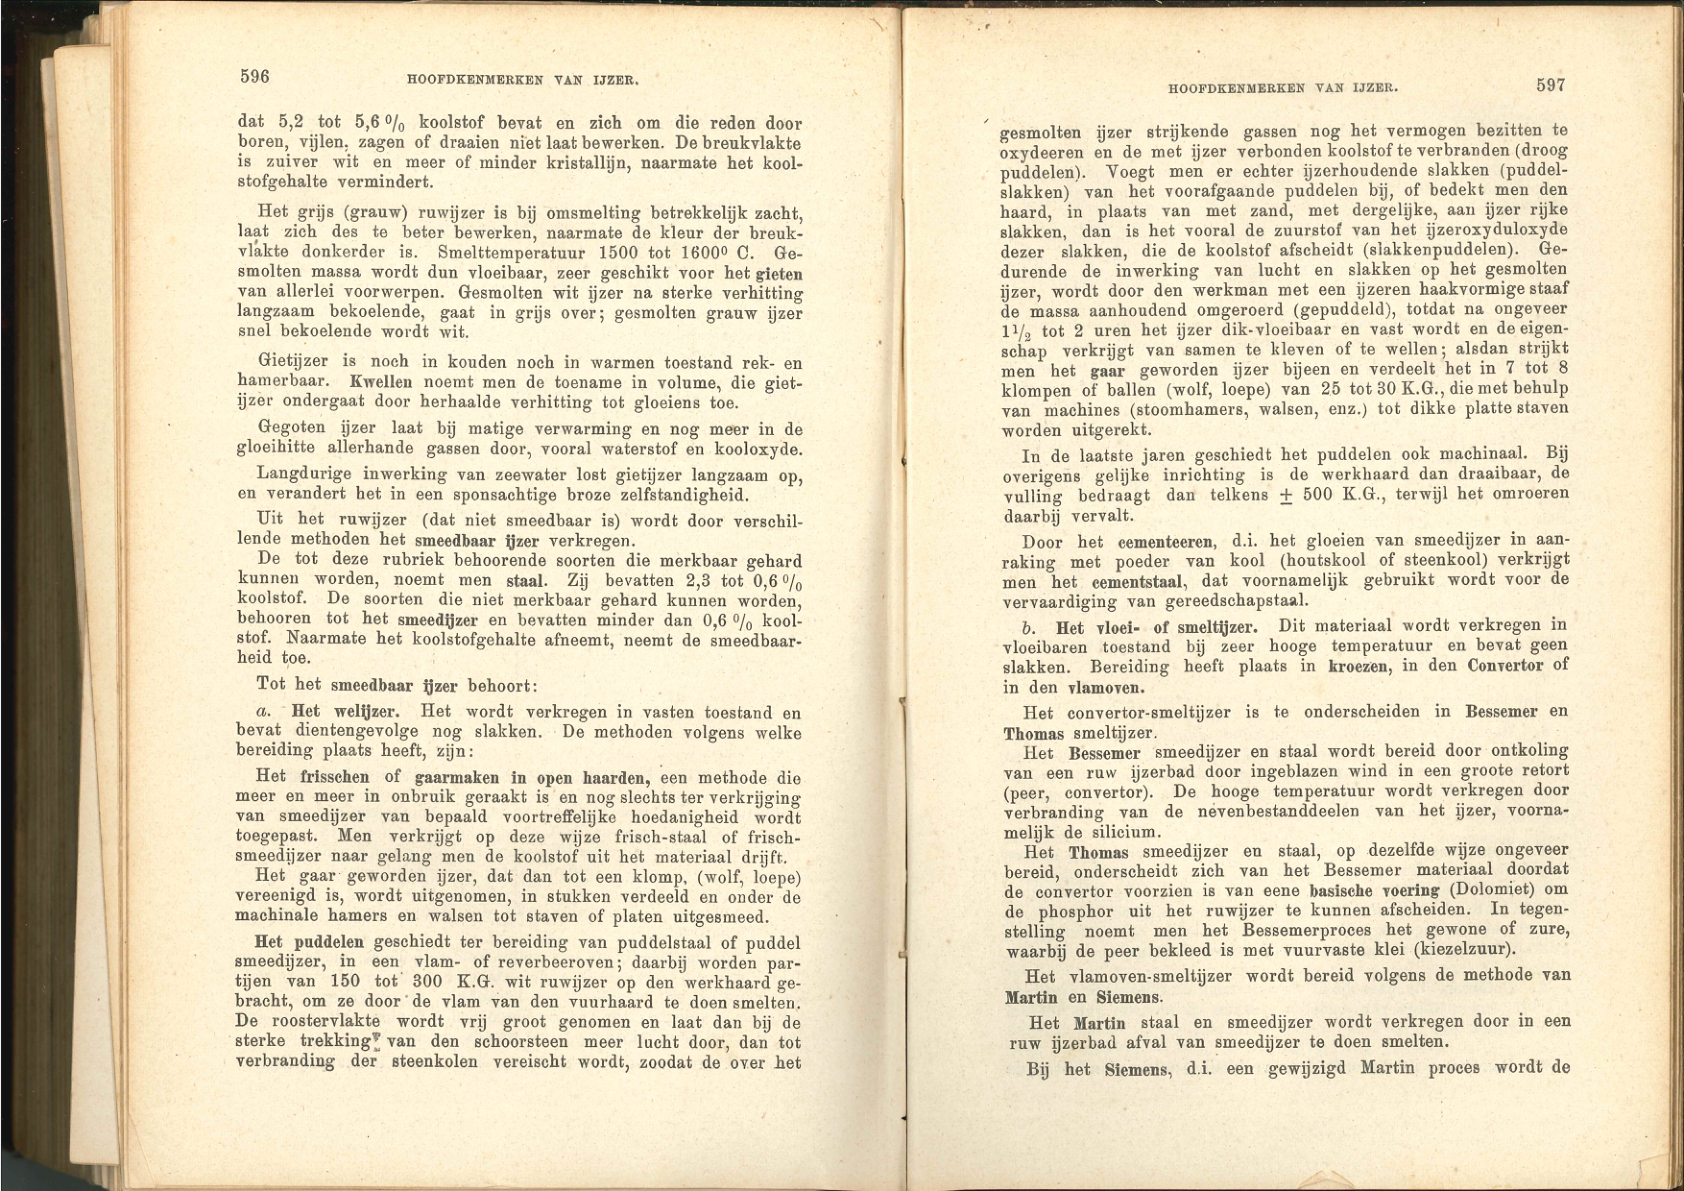 596
HOOFDKENMERKEN VAN IJZER.
dat 5,2 tot 5,6 % koolstof bevat en zich om die reden door
boren, vijlen, zagen of draaien niet laat bewerken. De breukvlakte
is zuiver wit en meer of minder kristallijn, naarmate het kool-
stofgehalte vermindert.
Het grijs (grauw) ruwijzer is bij omsmelting betrekkelijk zacht,
laat zich des te beter bewerken, naarmate de kleur der breuk-
vlakte donkerder is. Smelttemperatuur 1500 tot 1600⁰ C. Ge-
smolten massa wordt dun vloeibaar, zeer geschikt voor het gieten
van allerlei voorwerpen. Gesmolten wit ijzer na sterke verhitting
langzaam bekoelende, gaat in grijs over; gesmolten grauw ijzer
snel bekoelende wordt wit.
Gietijzer is noch in kouden noch in warmen toestand rek- en
hamerbaar. Kwellen noemt men de toename in volume, die giet-
ijzer ondergaat door herhaalde verhitting tot gloeiens toe.
Gegoten ijzer laat bij matige verwarming en nog meer in de
gloeihitte allerhande gassen door, vooral waterstof en kooloxyde.
Langdurige inwerking van zeewater lost gietijzer langzaam op,
en verandert het in een sponsachtige broze zelfstandigheid.
Uit het ruwijzer (dat niet smeedbaar is) wordt door verschil-
lende methoden het smeedbaar ijzer verkregen.
De tot deze rubriek behoorende soorten die merkbaar gehard
kunnen worden, noemt men staal. Zij bevatten 2,3 tot 0,6 %
koolstof. De soorten die niet merkbaar gehard kunnen worden,
behooren tot het smeedijzer en bevatten minder dan 0,6 % kool-
stof. Naarmate het koolstofgehalte afneemt, neemt de smeedbaar-
heid toe.
Tot het smeedbaar ijzer behoort:
a. Het welijzer. Het wordt verkregen in vasten toestand en
bevat dientengevolge nog slakken. De methoden volgens welke
bereiding plaats heeft, zijn:
Het frisschen of gaarmaken in open haarden, een methode die
meer en meer in onbruik geraakt is en nog slechts ter verkrijging
van smeedijzer van bepaald voortreffelijke hoedanigheid wordt
toegepast. Men verkrijgt op deze wijze frisch-staal of frisch-
smeedijzer naar gelang men de koolstof uit het materiaal drijft.
Het gaar geworden ijzer, dat dan tot een klomp, (wolf, loepe)
vereenigd is, wordt uitgenomen, in stukken verdeeld en onder de
machinale hamers en walsen tot staven of platen uitgesmeed.
Het puddelen geschiedt ter bereiding van puddelstaal of puddel
smeedijzer, in een vlam- of reverbeeroven; daarbij worden par-
tijen van 150 tot 300 K.G. wit ruwijzer op den werkhaard ge-
bracht, om ze door de vlam van den vuurhaard te doen smelten.
De roostervlakte wordt vrij groot genomen en laat dan bij de
sterke trekking van den schoorsteen meer lucht door, dan tot
verbranding der steenkolen vereischt wordt, zoodat de over het
HOOFDKENMERKEN VAN IJZER.
597
gesmolten ijzer strijkende gassen nog het vermogen bezitten te
oxydeeren en de met ijzer verbonden koolstof te verbranden (droog
puddelen). Voegt men er echter ijzerhoudende slakken (puddel-
slakken) van het voorafgaande puddelen bij, of bedekt men den
haard, in plaats van met zand, met dergelijke, aan ijzer rijke
slakken, dan is het vooral de zuurstof van het ijzeroxyduloxyde
dezer slakken, die de koolstof afscheidt (slakkenpuddelen). Ge-
durende de inwerking van lucht en slakken op het gesmolten
ijzer, wordt door den werkman met een ijzeren haakvormige staaf
de massa aanhoudend omgeroerd (gepuddeld), totdat na ongeveer
1½ tot 2 uren het ijzer dik-vloeibaar en vast wordt en de eigen-
schap verkrijgt van samen te kleven of te wellen; alsdan strijkt
men het gaar geworden ijzer bijeen en verdeelt het in 7 tot 8
klompen of ballen (wolf, loepe) van 25 tot 30 K.G., die met behulp
van machines (stoomhamers, walsen, enz.) tot dikke platte staven
worden uitgerekt.
In de laatste jaren geschiedt het puddelen ook machinaal. Bij
overigens gelijke inrichting is de werkhaard dan draaibaar, de
vulling bedraagt dan telkens ± 500 K.G., terwijl het omroeren
daarbij vervalt.
Door het cementeeren, d.i. het gloeien van smeedijzer in aan-
raking met poeder van kool (houtskool of steenkool) verkrijgt
men het cementstaal, dat voornamelijk gebruikt wordt voor de
vervaardiging van gereedschapstaal.
b. Het vloei- of smeltijzer. Dit materiaal wordt verkregen in
vloeibaren toestand bij zeer hooge temperatuur en bevat geen
slakken. Bereiding heeft plaats in kroezen, in den Convertor of
in den vlamoven.
Het convertor-smeltijzer is te onderscheiden in Bessemer en
Thomas smeltijzer.
Het Bessemer smeedijzer en staal wordt bereid door ontkoling
van een ruw ijzerbad door ingeblazen wind in een groote retort
(peer, convertor). De hooge temperatuur wordt verkregen door
verbranding van de nevenbestanddeelen van het ijzer, voorna-
melijk de silicium.
Het Thomas smeedijzer en staal, op dezelfde wijze ongeveer
bereid, onderscheidt zich van het Bessemer materiaal doordat
de convertor voorzien is van eene basische voering (Dolomiet) om
de phosphor uit het ruwijzer te kunnen afscheiden. In tegen-
stelling noemt men het Bessemerproces het gewone of zure,
waarbij de peer bekleed is met vuurvaste klei (kiezelzuur).
Het vlamoven-smeltijzer wordt bereid volgens de methode van
Martin en Siemens.
Het Martin staal en smeedijzer wordt verkregen door in een
ruw ijzerbad afval van smeedijzer te doen smelten.
Bij het Siemens, d.i. een gewijzigd Martin proces wordt de